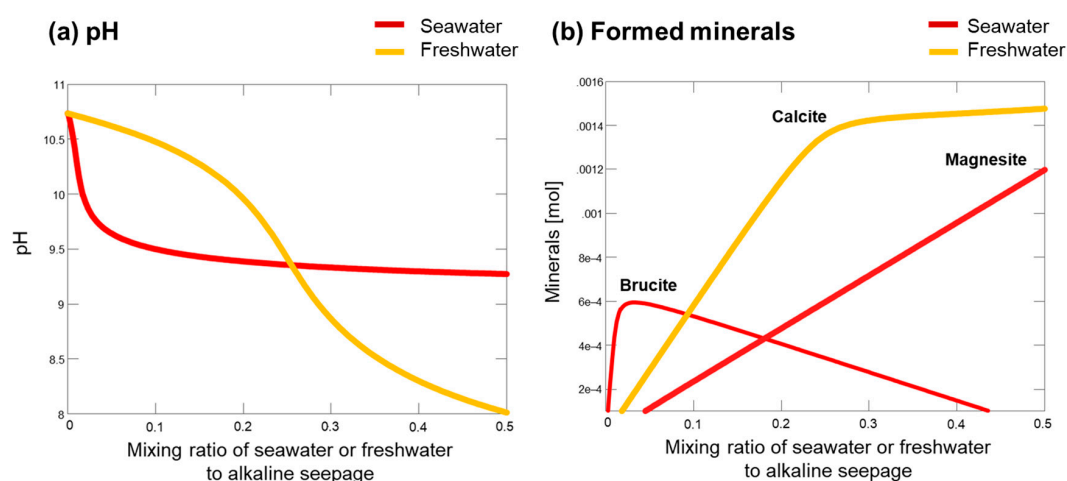 (a) pH
Seawater
Freshwater
11
10.5
10
9.5
9
8.5
8
pH
0
0.1
0.2
0.3
0.4
0.5
Mixing ratio of seawater or freshwater
to alkaline seepage
(b) Formed minerals
Seawater
Freshwater
.0016
.0014
.0012
.001
8e-4
6e-4
4e-4
2e-4
Minerals [mol]
Calcite
Magnesite
Brucite
0
0.1
0.2
0.3
0.4
0.5
Mixing ratio of seawater or freshwater
to alkaline seepage